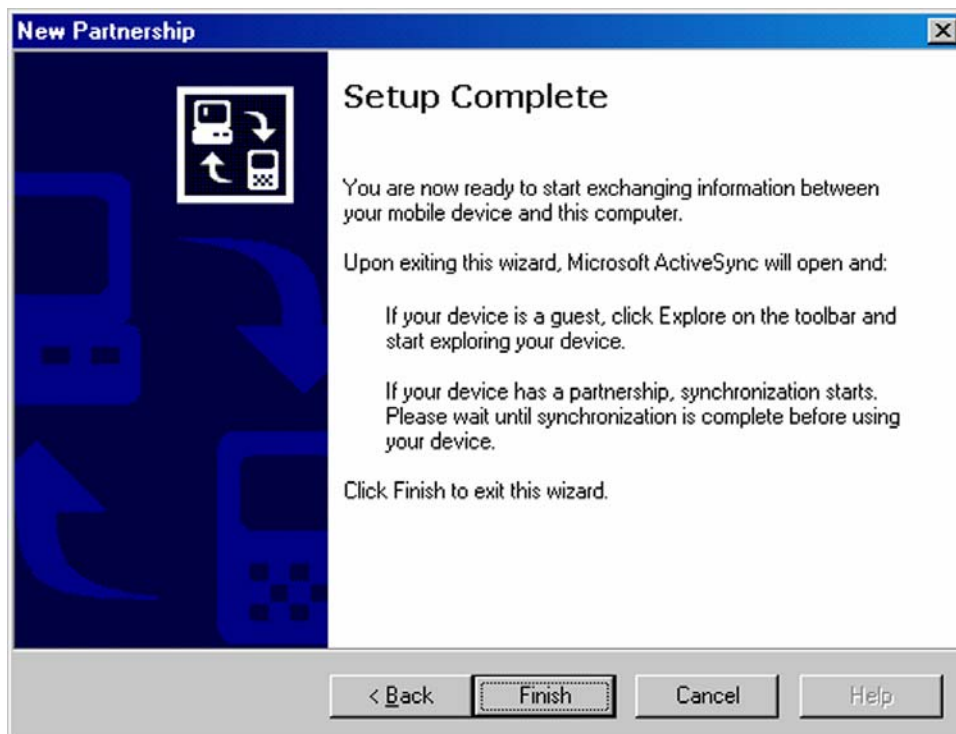 New Partnership
Setup Complete
You are now ready to start exchanging information between
your mobile device and this computer.
Upon exiting this wizard, Microsoft ActiveSync will open and:
If your device is a guest, click Explore on the toolbar and
start exploring your device.
If your device has a partnership, synchronization starts.
Please wait until synchronization is complete before using
your device.
Click Finish to exit this wizard.
< Back Finish Cancel Help